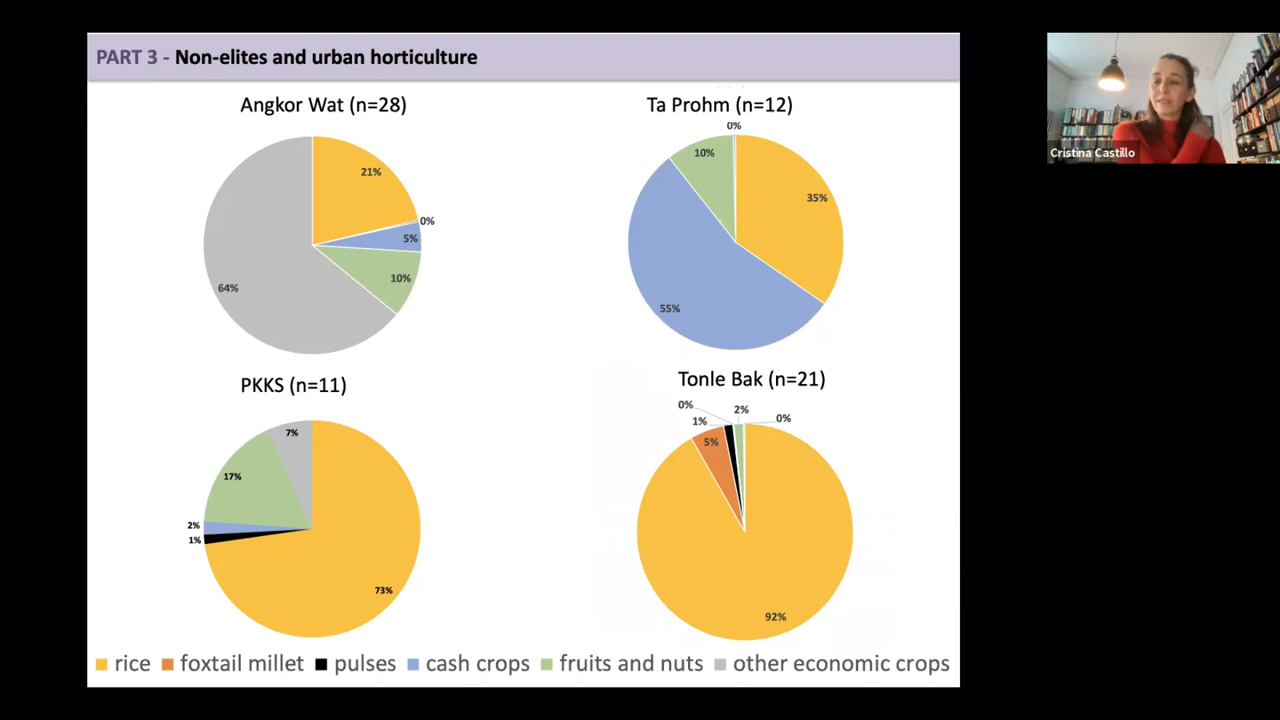 PART 3 - Non-elites and urban horticulture
Angkor Wat (n=28)
21%
0%
5%
10%
64%
Ta Prohm (n=12)
0%
10%
35%
55%
Cristina Castillo
PKKS (n=11)
7%
17%
2%
1%
73%
Tonle Bak (n=21)
0%
2%
0%
1%
5%
92%
rice foxtail millet pulses cash crops fruits and nuts other economic crops